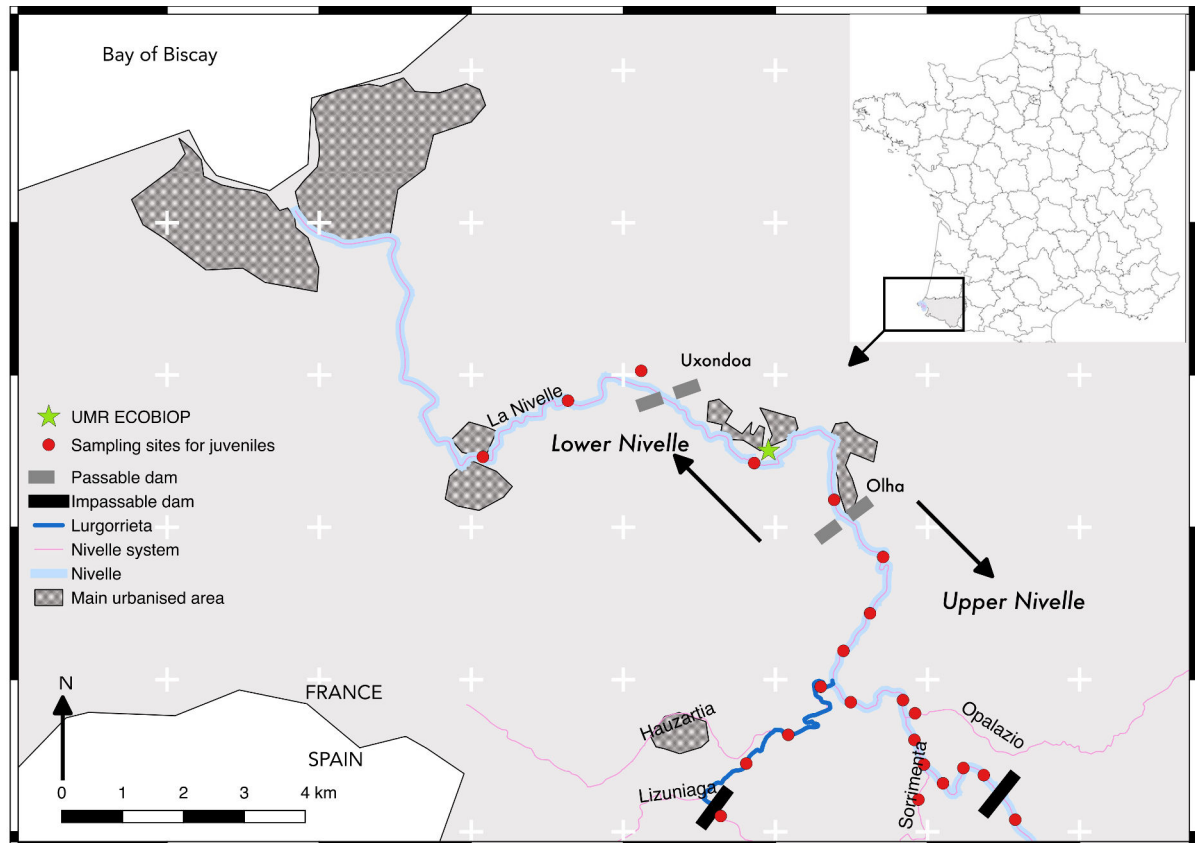 Bay of Biscay
Uxondoa
La Nivelle
Lower Nivelle
Olha
Upper Nivelle
UMR ECOBIOP
Sampling sites for juveniles
Passable dam
Impassable dam
Lurgorrieta
Nivelle system
Nivelle
Main urbanised area
N
FRANCE
SPAIN
0 1 2 3 4 km
Hauzartia
Lizuniaga
Opalazio
Sorrimenta